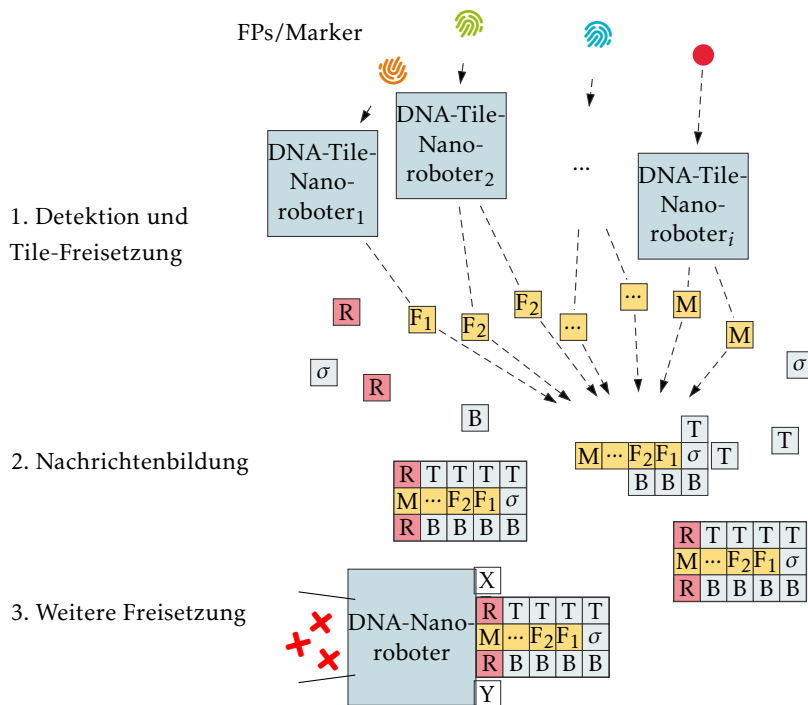 FPs/Marker
DNA-Tile-
Nano-
roboter1
DNA-Tile-
Nano-
roboter2
...
DNA-Tile-
Nano-
roboteri
1. Detektion und
Tile-Freisetzung
R
F1
F2
F2
...
...
M
M
σ
R
B
σ
T
T
T
M ... F2 F1 σ
B B B
2. Nachrichtenbildung
R T T T T
M ... F2 F1 σ
R B B B B
R T T T T
M ... F2 F1 σ
R B B B B
3. Weitere Freisetzung
DNA-Nano-
roboter
X
R T T T T
M ... F2 F1 σ
R B B B B
Y